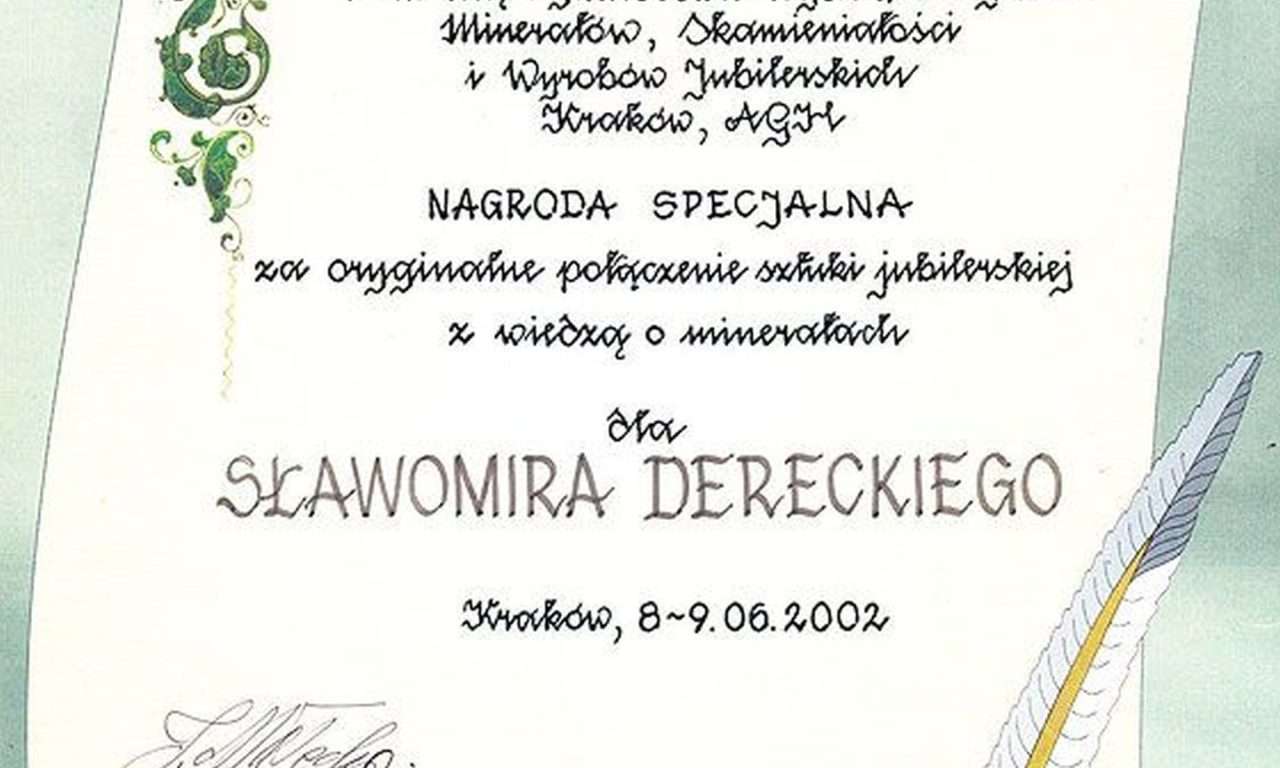 Minerałów, Skamieniałości
i Wyrobów Jubilerskich
Kraków, AGH
NAGRODA SPECJALNA
za oryginalne połączenie sztuki jubilerskiej
z wiedzą o minerałach
dla
SŁAWOMIRA DERECKIEGO
Kraków, 8~9.06.2002